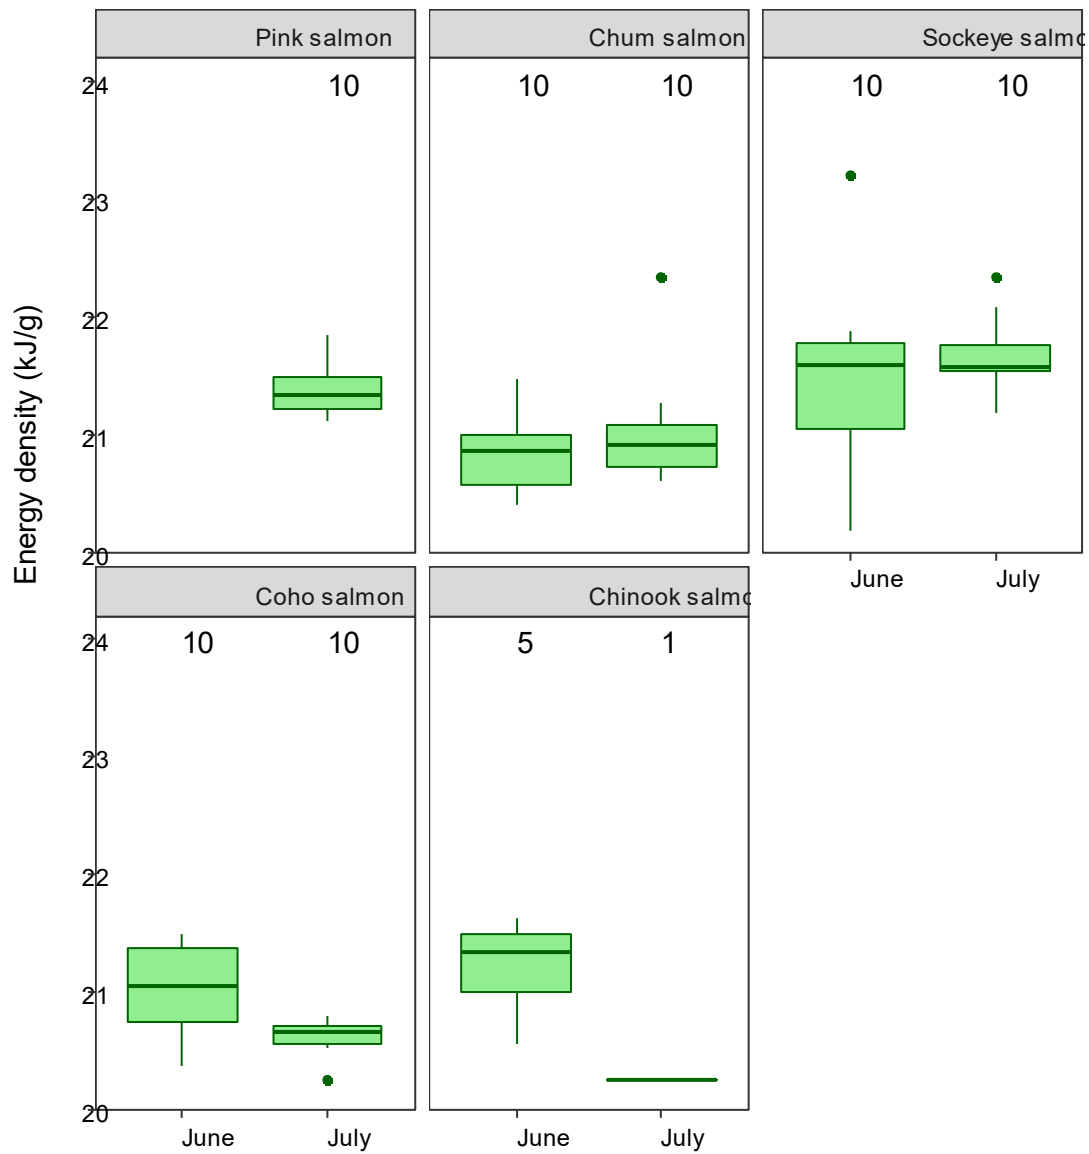 Pink salmon
Chum salmon
Sockeye salmo
10
10 10
10 10
24
23
22
21
20
June July
Energy density (kJ/g)
Coho salmon
Chinook salmo
10 10
5 1
24
23
22
21
20
June July
June July